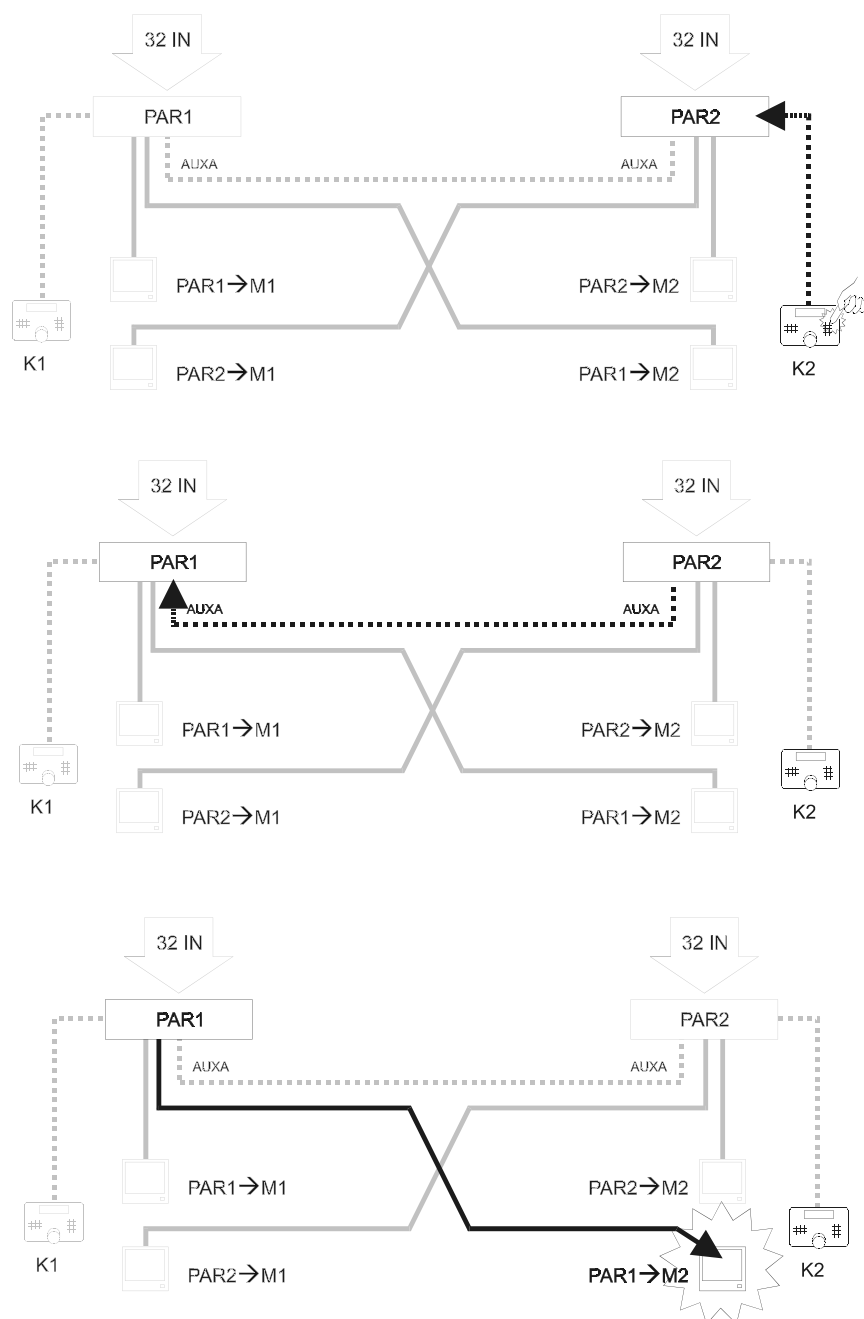 32 IN 32 IN
PAR1 PAR2
AUXA AUXA
PAR1→M1 PAR2→M2
K1 K2
PAR2→M1 PAR1→M2
32 IN 32 IN
PAR1 PAR2
AUXA AUXA
PAR1→M1 PAR2→M2
K1 K2
PAR2→M1 PAR1→M2
32 IN 32 IN
PAR1 PAR2
AUXA AUXA
PAR1→M1 PAR2→M2
K1 K2
PAR2→M1 PAR1→M2